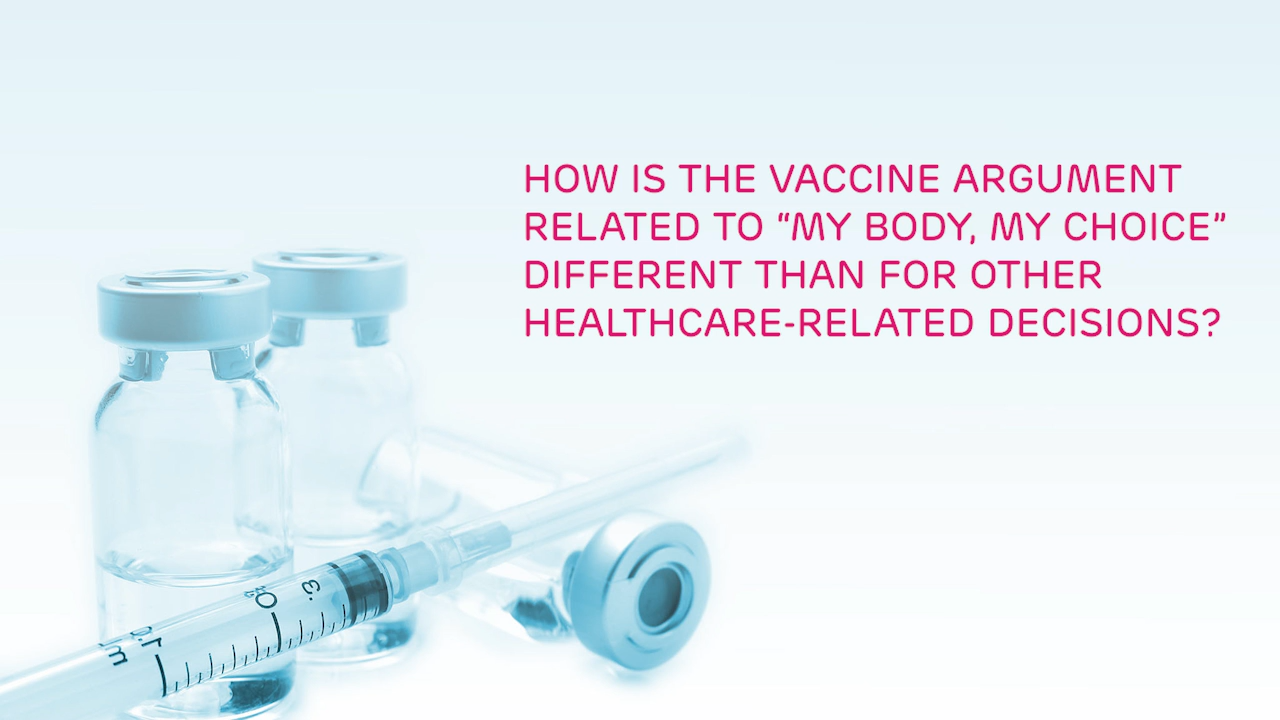 HOW IS THE VACCINE ARGUMENT
RELATED TO “MY BODY, MY CHOICE”
DIFFERENT THAN FOR OTHER
HEALTHCARE-RELATED DECISIONS?